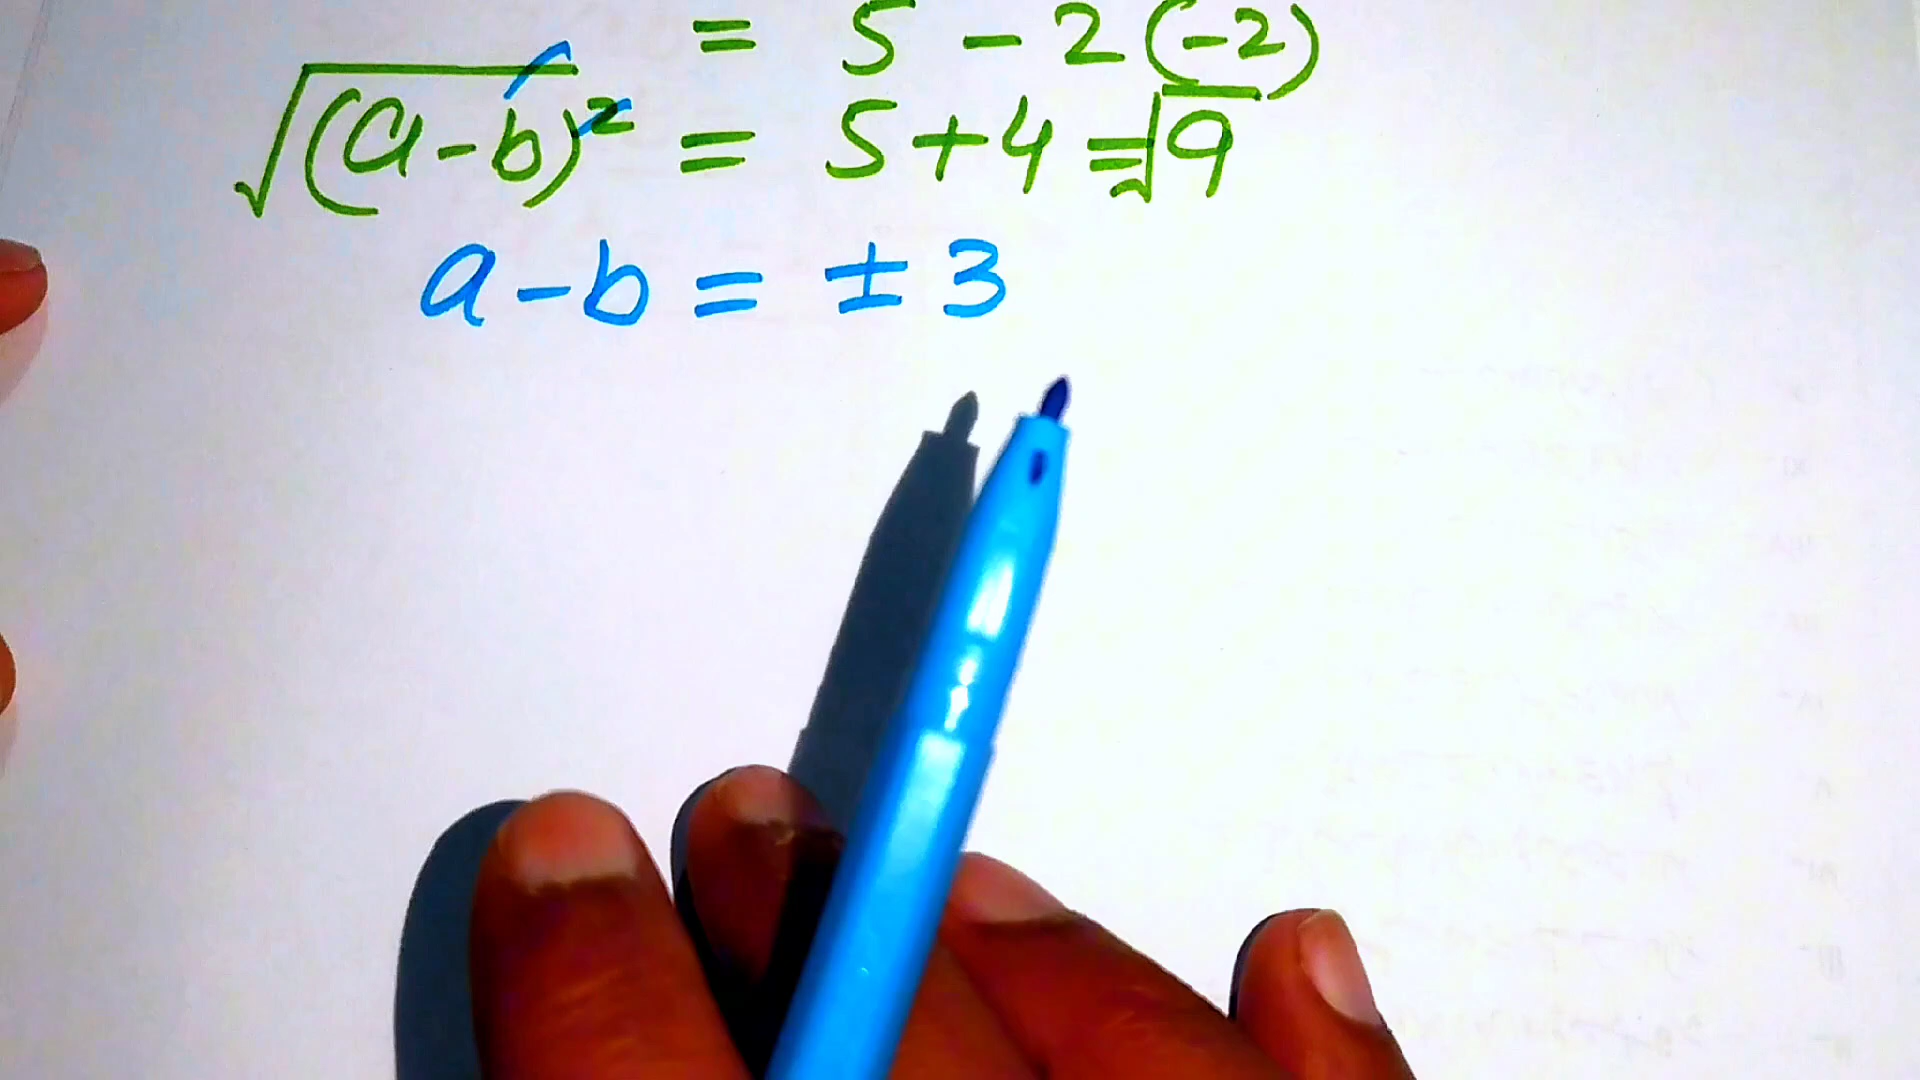 = 5 - 2(-2)
√(a-b)² = 5+4 = √9
a-b = ± 3